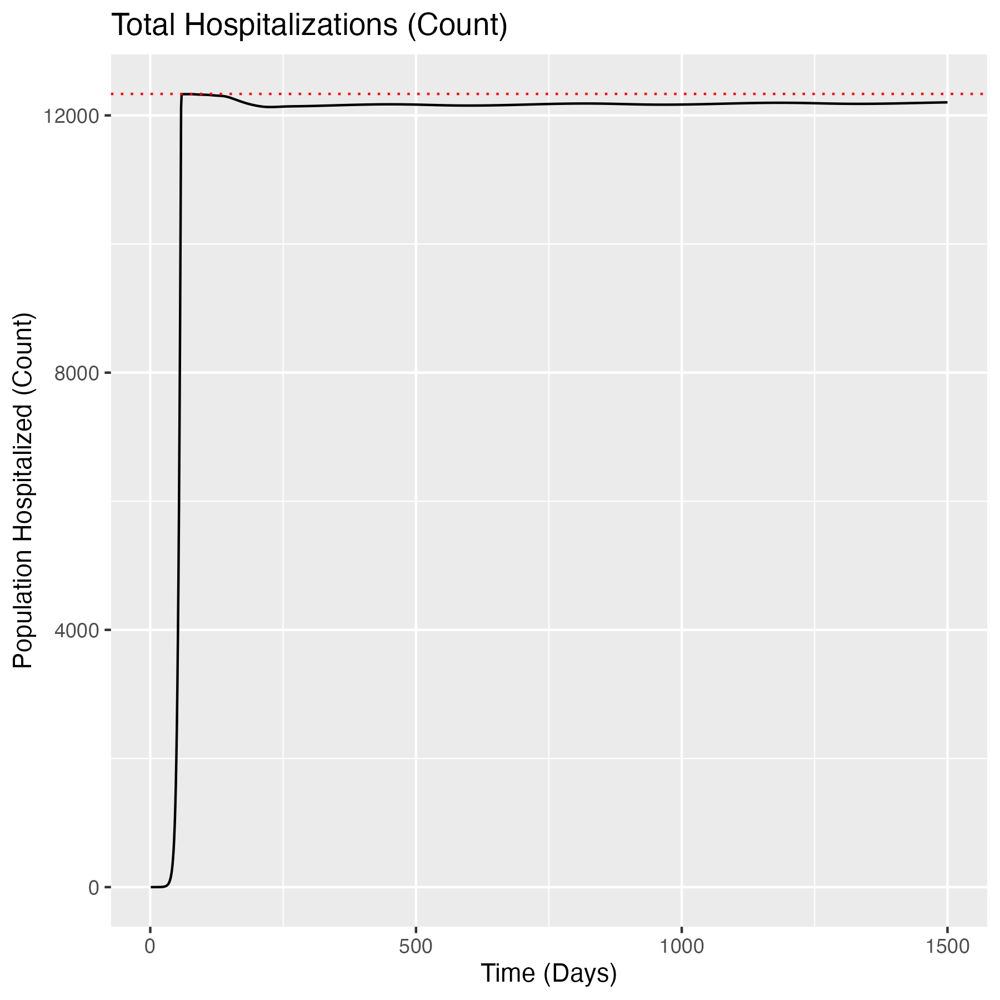 Total Hospitalizations (Count)
Population Hospitalized (Count)
12000
8000
4000
0
0 500 1000 1500
Time (Days)